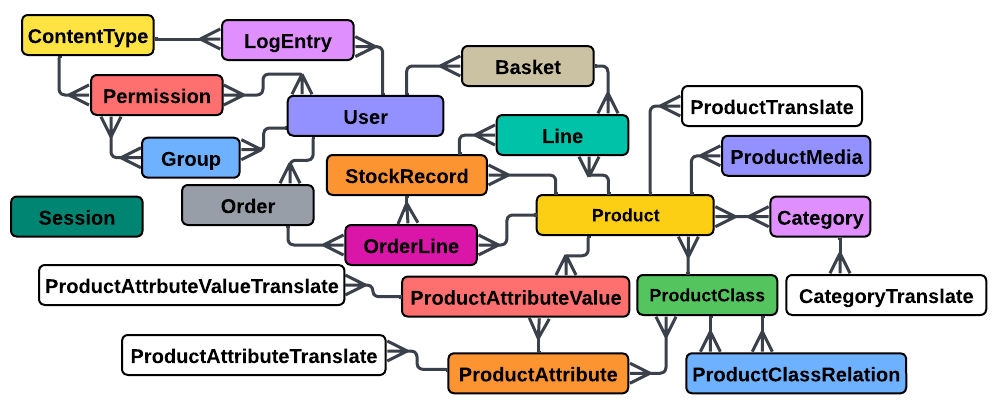 ContentType
LogEntry
Basket
Permission
User
ProductTranslate
Line
Group
ProductMedia
StockRecord
Order
Session
Product
Category
OrderLine
ProductAttrbuteValueTranslate
ProductAttributeValue
ProductClass
CategoryTranslate
ProductAttributeTranslate
ProductAttribute
ProductClassRelation